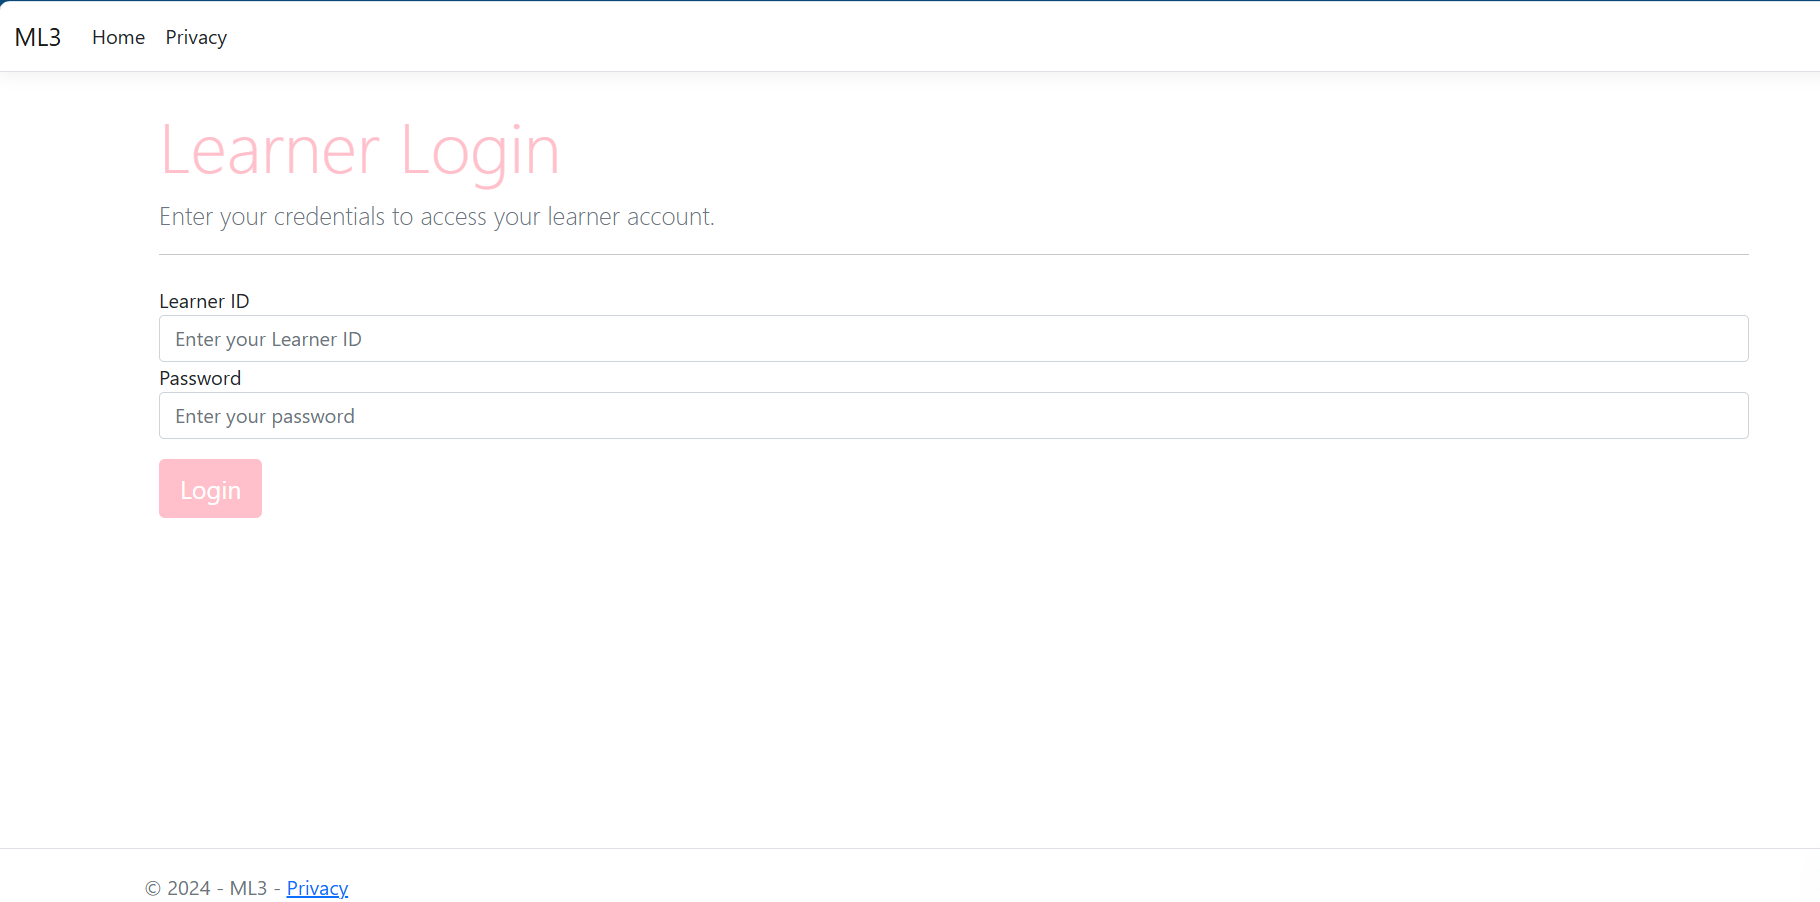 ML3 Home Privacy
Learner Login
Enter your credentials to access your learner account.
Learner ID
Enter your Learner ID
Password
Enter your password
Login
© 2024 - ML3 - Privacy